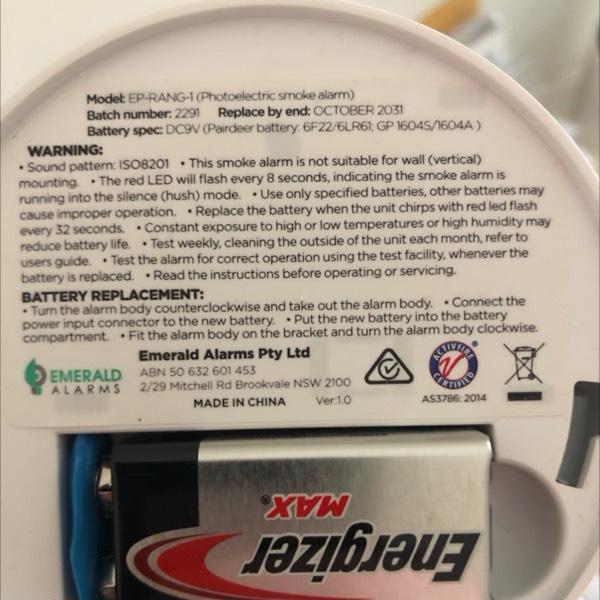 Model: EP-RANG-1 (Photoelectric smoke alarm)
Batch number: 2291 Replace by end: OCTOBER 2031
Battery spec: DC9V (Pairdeer battery: 6F22/6LR61; GP 1604S/1604A )
WARNING:
• Sound pattern: ISO8201 • This smoke alarm is not suitable for wall (vertical)
mounting. • The red LED will flash every 8 seconds, indicating the smoke alarm is
running into the silence (hush) mode. • Use only specified batteries, other batteries may
cause improper operation. • Replace the battery when the unit chirps with red led flash
every 32 seconds. • Constant exposure to high or low temperatures or high humidity may
reduce battery life. • Test weekly, cleaning the outside of the unit each month, refer to
users guide. • Test the alarm for correct operation using the test facility, whenever the
battery is replaced. • Read the instructions before operating or servicing.
BATTERY REPLACEMENT:
• Turn the alarm body counterclockwise and take out the alarm body. • Connect the
power input connector to the new battery. • Put the new battery into the battery
compartment. • Fit the alarm body on the bracket and turn the alarm body clockwise.
EMERALD
ALARMS
Emerald Alarms Pty Ltd
ABN 50 632 601 453
2/29 Mitchell Rd Brookvale NSW 2100
MADE IN CHINA Ver:1.0
ACTIVFIRE
CERTIFIED
AS3786: 2014
Energizer
MAX®